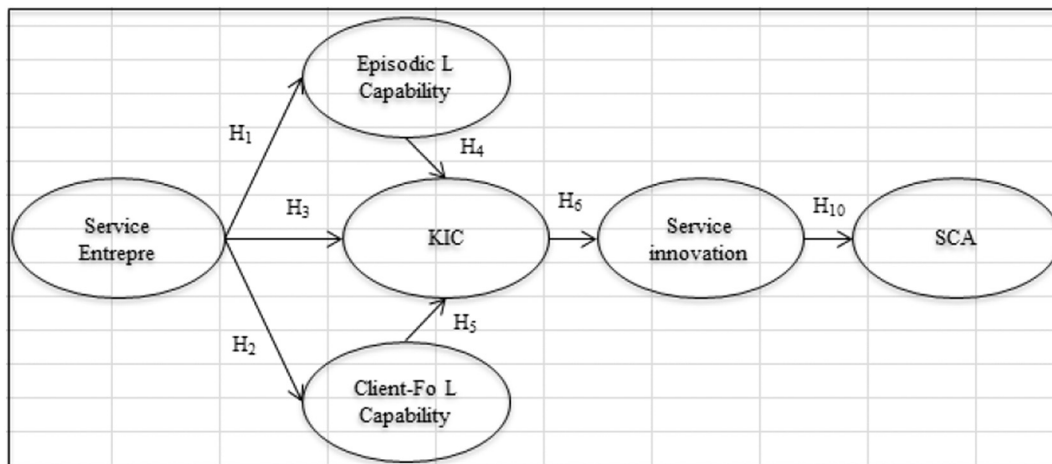 Episodic L
Capability
H₁
H₄
H₃
H₆
H₁₀
Service
Entrepre
KIC
Service
innovation
SCA
H₂
H₅
Client-Fo L
Capability